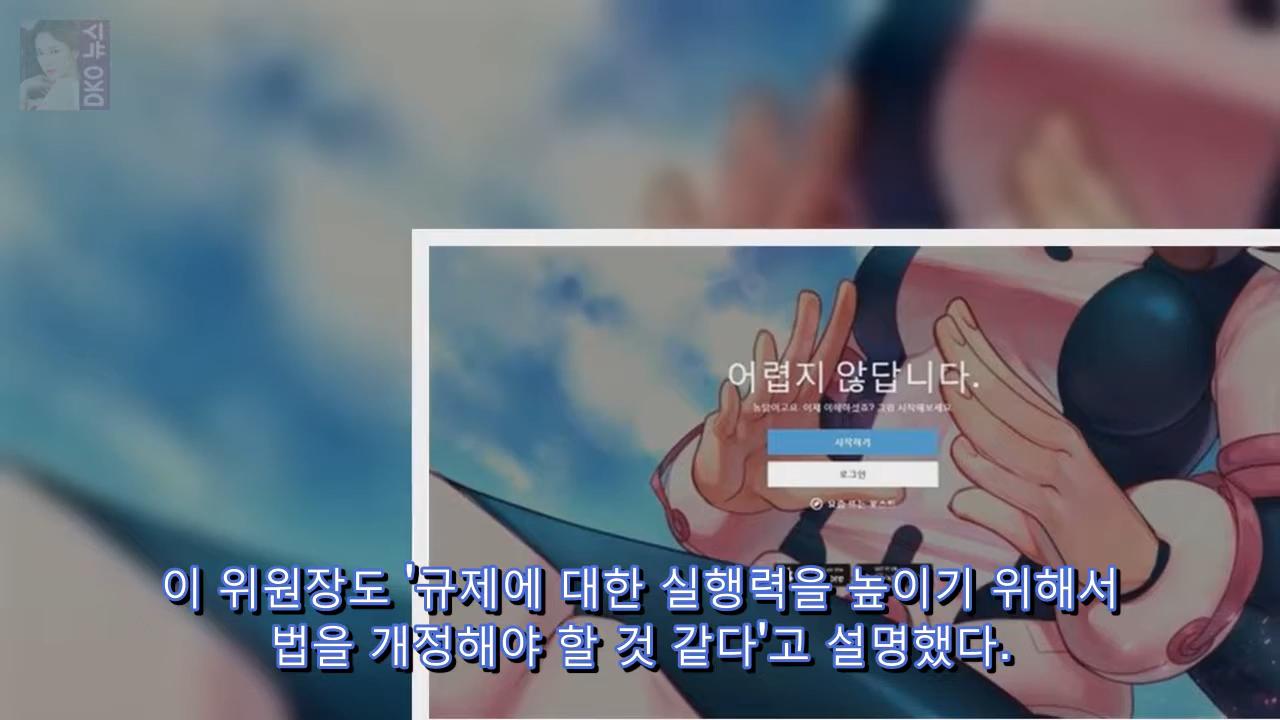 DKO 뉴스
어렵지 않답니다.
시작하기
로그인
이 위원장도 '규제에 대한 실행력을 높이기 위해서
법을 개정해야 할 것 같다'고 설명했다.